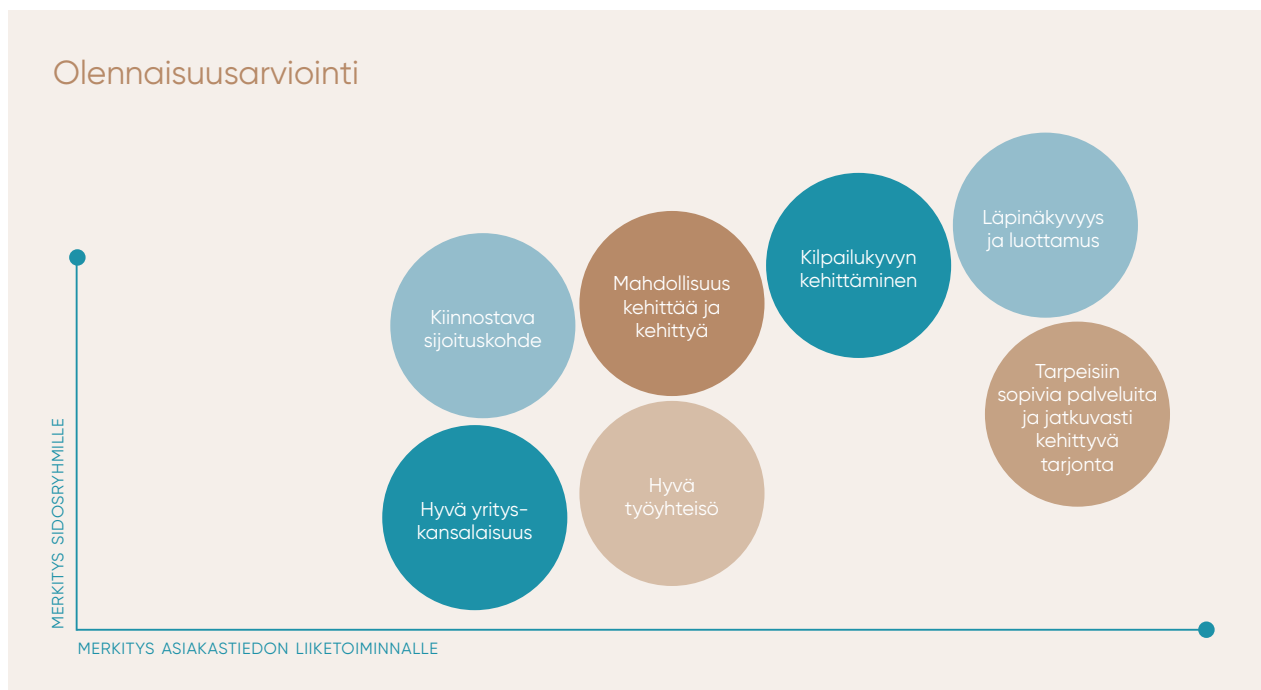 Olennaisuusarviointi
Läpinäkyvyys
ja luottamus
Kilpailukyvyn
kehittäminen
Mahdollisuus
kehittää ja
kehittyä
Kiinnostava
sijoituskohde
Tarpeisiin
sopivia palveluita
ja jatkuvasti
kehittyvä
tarjonta
Hyvä
työyhteisö
Hyvä yritys-
kansalaisuus
MERKITYS SIDOSRYHMILLE
MERKITYS ASIAKASTIEDON LIIKETOIMINNALLE